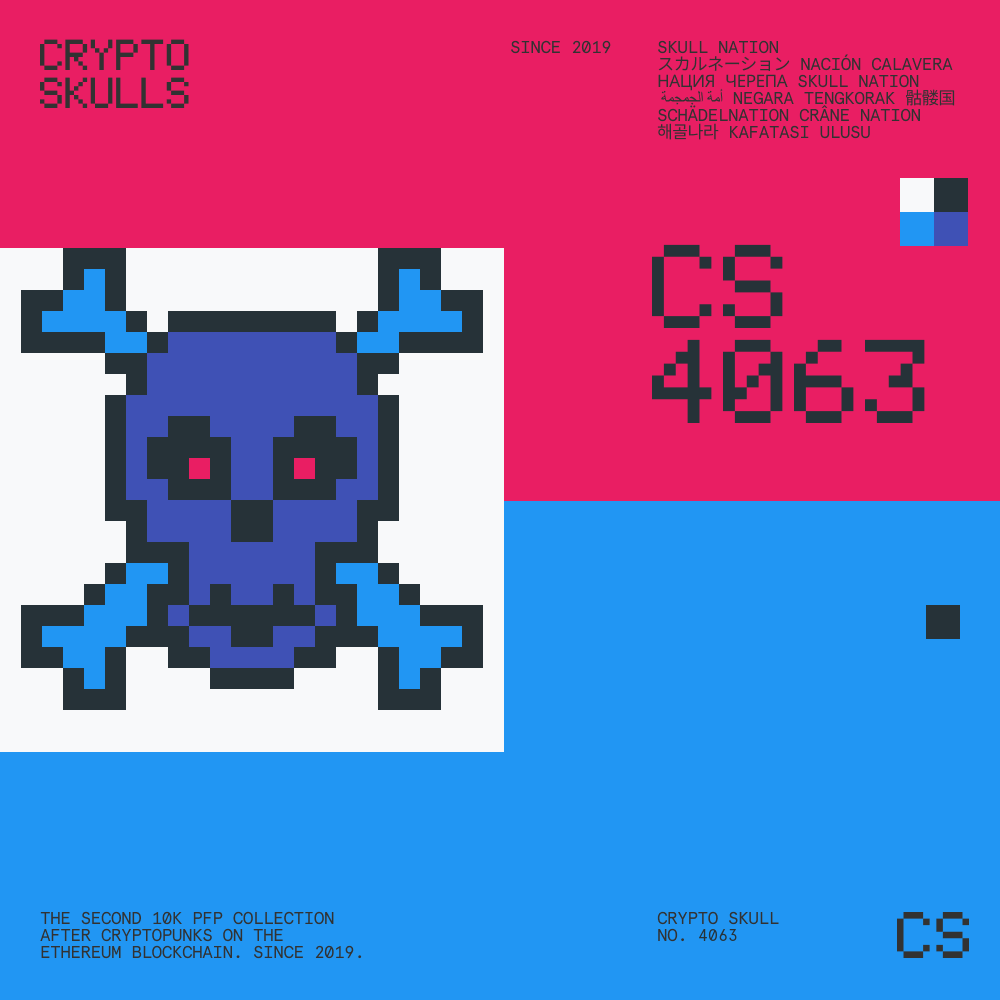 CRYPTO
SKULLS
SINCE 2019
SKULL NATION
スカルネーション NACIÓN CALAVERA
НАЦИЯ ЧЕРЕПА SKULL NATION
أمة الجمجمة NEGARA TENGKORAK 骷髅国
SCHÄDELNATION CRÂNE NATION
해골나라 KAFATASI ULUSU
CS
4063
THE SECOND 10K PFP COLLECTION
AFTER CRYPTOPUNKS ON THE
ETHEREUM BLOCKCHAIN. SINCE 2019.
CRYPTO SKULL
NO. 4063
CS